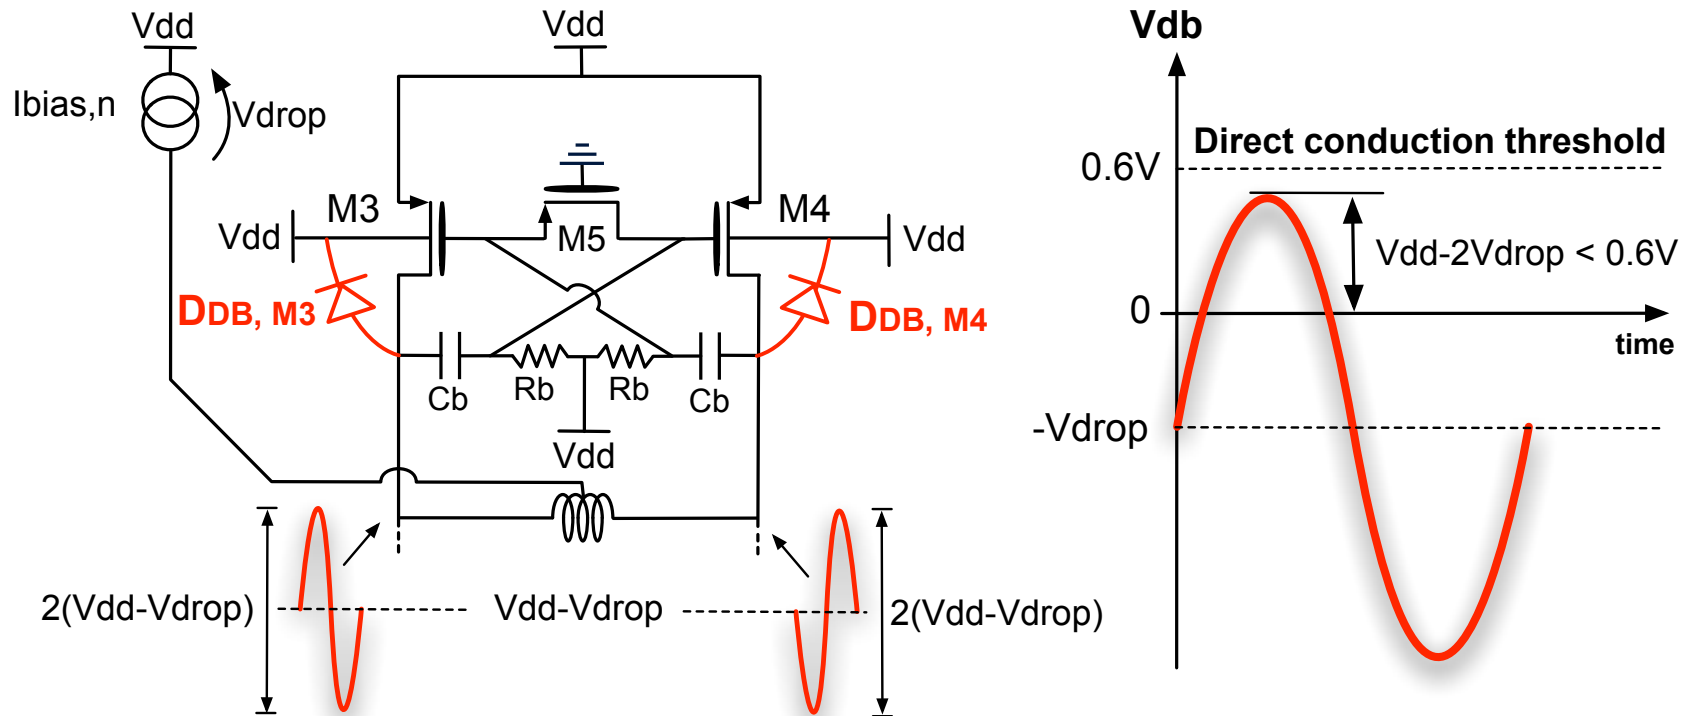 Vdd
Vdd
Vdb
Ibias,n
Vdrop
Direct conduction threshold
0.6V
M3
M4
Vdd
M5
Vdd
Vdd-2Vdrop < 0.6V
DDB, M3
DDB, M4
0
time
Cb
Rb
Rb
Cb
Vdd
-Vdrop
2(Vdd-Vdrop)
Vdd-Vdrop
2(Vdd-Vdrop)